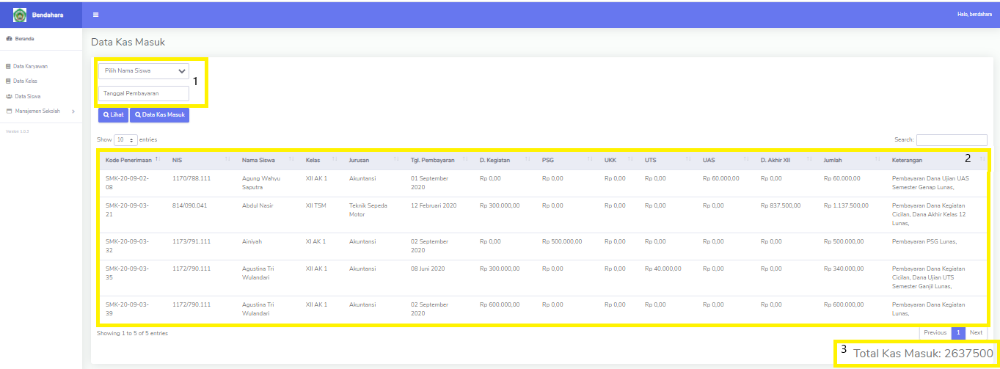 Bendahara
Halo, bendahara
Beranda
Data Karyawan
Data Kelas
Data Siswa
Manajemen Sekolah
Version 1.0.3
Data Kas Masuk
Pilih Nama Siswa
1
Tanggal Pembayaran
Lihat Data Kas Masuk
Show 10 entries Search:
Kode Penerimaan NIS Nama Siswa Kelas Jurusan Tgl. Pembayaran D. Kegiatan PSG UKK UTS UAS D. Akhir XII Jumlah Keterangan 2
SMK-20-09-02- 1170/788.111 Agung Wahyu XII AK 1 Akuntansi 01 September Rp 0,00 Rp 0,00 Rp 0,00 Rp 0,00 Rp 60.000,00 Rp 0,00 Rp 60.000,00 Pembayaran Dana Ujian UAS
08 Saputra 2020 Semester Genap Lunas,
SMK-20-09-03- 814/090.041 Abdul Nasir XII TSM Teknik Sepeda 12 Februari 2020 Rp 300.000,00 Rp 0,00 Rp 0,00 Rp 0,00 Rp 0,00 Rp 837.500,00 Rp 1.137.500,00 Pembayaran Dana Kegiatan
21 Motor Cicilan, Dana Akhir Kelas 12
Lunas,
SMK-20-09-03- 1173/791.111 Ainiyah XI AK 1 Akuntansi 02 September Rp 0,00 Rp 500.000,00 Rp 0,00 Rp 0,00 Rp 0,00 Rp 0,00 Rp 500.000,00 Pembayaran PSG Lunas,
32 2020
SMK-20-09-03- 1172/790.111 Agustina Tri XII AK 1 Akuntansi 08 Juni 2020 Rp 300.000,00 Rp 0,00 Rp 0,00 Rp 40.000,00 Rp 0,00 Rp 0,00 Rp 340.000,00 Pembayaran Dana Kegiatan
35 Wulandari Cicilan, Dana Ujian UTS
Semester Ganjil Lunas,
SMK-20-09-03- 1172/790.111 Agustina Tri XII AK 1 Akuntansi 02 September Rp 600.000,00 Rp 0,00 Rp 0,00 Rp 0,00 Rp 0,00 Rp 0,00 Rp 600.000,00 Pembayaran Dana Kegiatan
39 Wulandari 2020 Lunas,
Showing 1 to 5 of 5 entries Previous 1 Next
3 Total Kas Masuk: 2637500